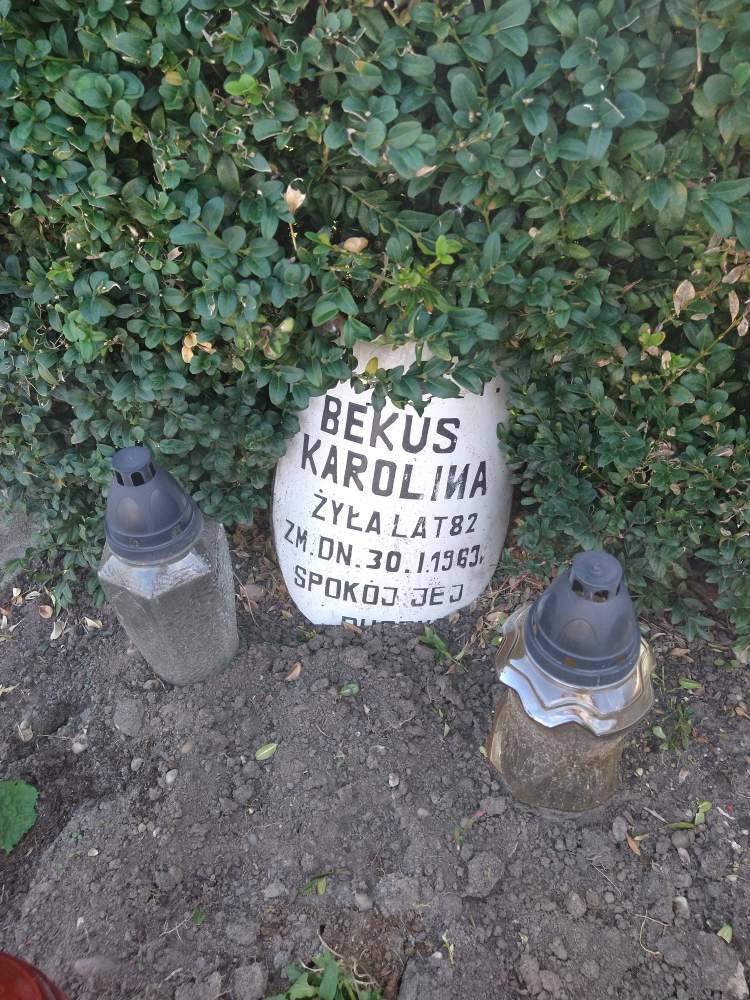 BEKUS
KAROLINA
ŻYŁA LAT 82
ZM. DN. 30. I. 1963.
SPOKÓJ JEJ